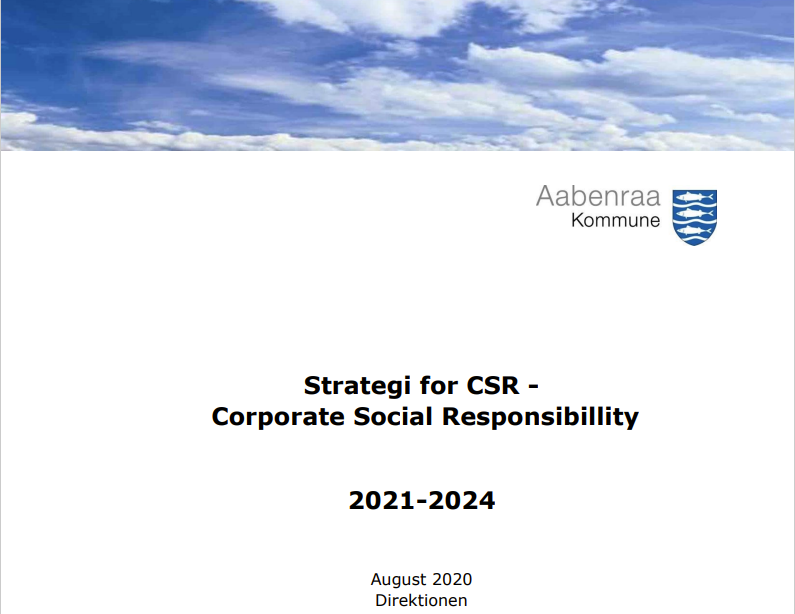 Aabenraa
Kommune
Strategi for CSR -
Corporate Social Responsibillity
2021-2024
August 2020
Direktionen